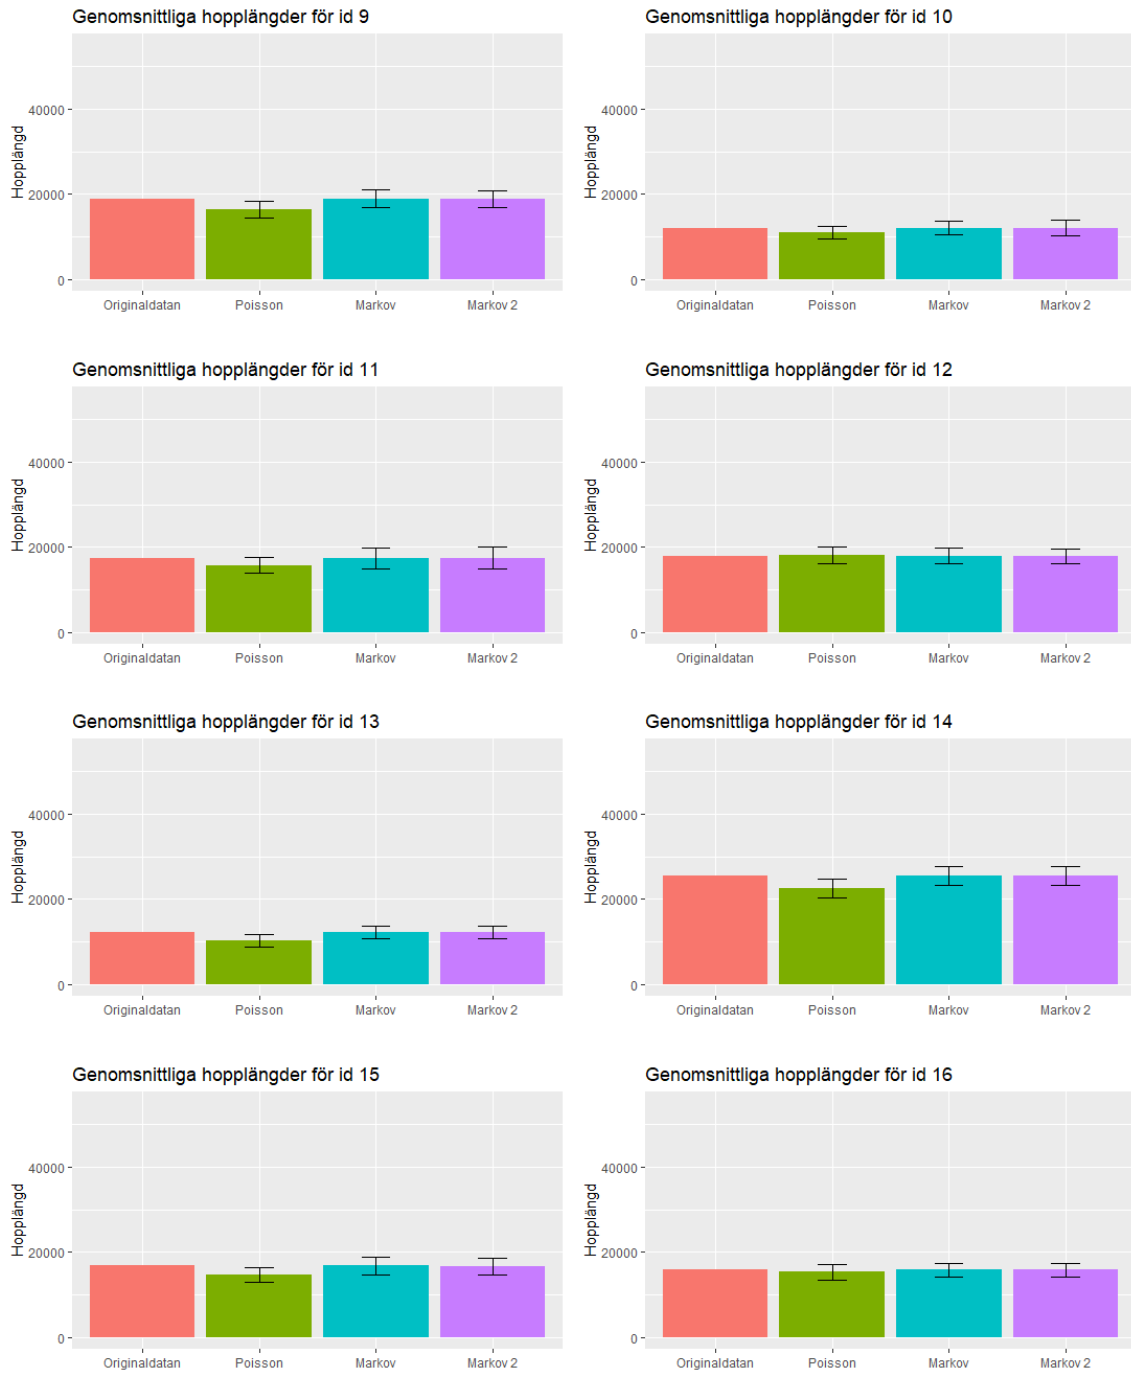 Genomsnittliga hopplängder för id 9
Hopplängd
40000
20000
0
Originaldatan Poisson Markov Markov 2
Genomsnittliga hopplängder för id 10
Hopplängd
40000
20000
0
Originaldatan Poisson Markov Markov 2
Genomsnittliga hopplängder för id 11
Hopplängd
40000
20000
0
Originaldatan Poisson Markov Markov 2
Genomsnittliga hopplängder för id 12
Hopplängd
40000
20000
0
Originaldatan Poisson Markov Markov 2
Genomsnittliga hopplängder för id 13
Hopplängd
40000
20000
0
Originaldatan Poisson Markov Markov 2
Genomsnittliga hopplängder för id 14
Hopplängd
40000
20000
0
Originaldatan Poisson Markov Markov 2
Genomsnittliga hopplängder för id 15
Hopplängd
40000
20000
0
Originaldatan Poisson Markov Markov 2
Genomsnittliga hopplängder för id 16
Hopplängd
40000
20000
0
Originaldatan Poisson Markov Markov 2